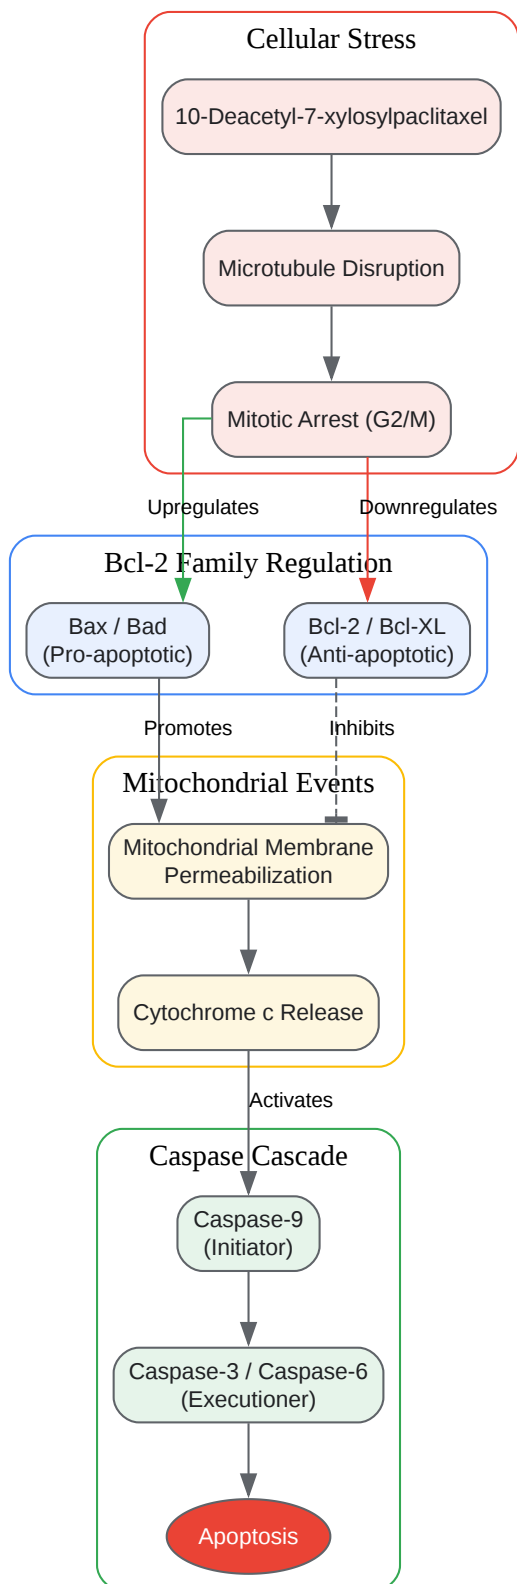 Cellular Stress
10-Deacetyl-7-xylosylpaclitaxel
Microtubule Disruption
Mitotic Arrest (G2/M)
Upregulates
Downregulates
Bcl-2 Family Regulation
Bax / Bad
(Pro-apoptotic)
Bcl-2 / Bcl-XL
(Anti-apoptotic)
Promotes
Inhibits
Mitochondrial Events
Mitochondrial Membrane
Permeabilization
Cytochrome c Release
Activates
Caspase Cascade
Caspase-9
(Initiator)
Caspase-3 / Caspase-6
(Executioner)
Apoptosis